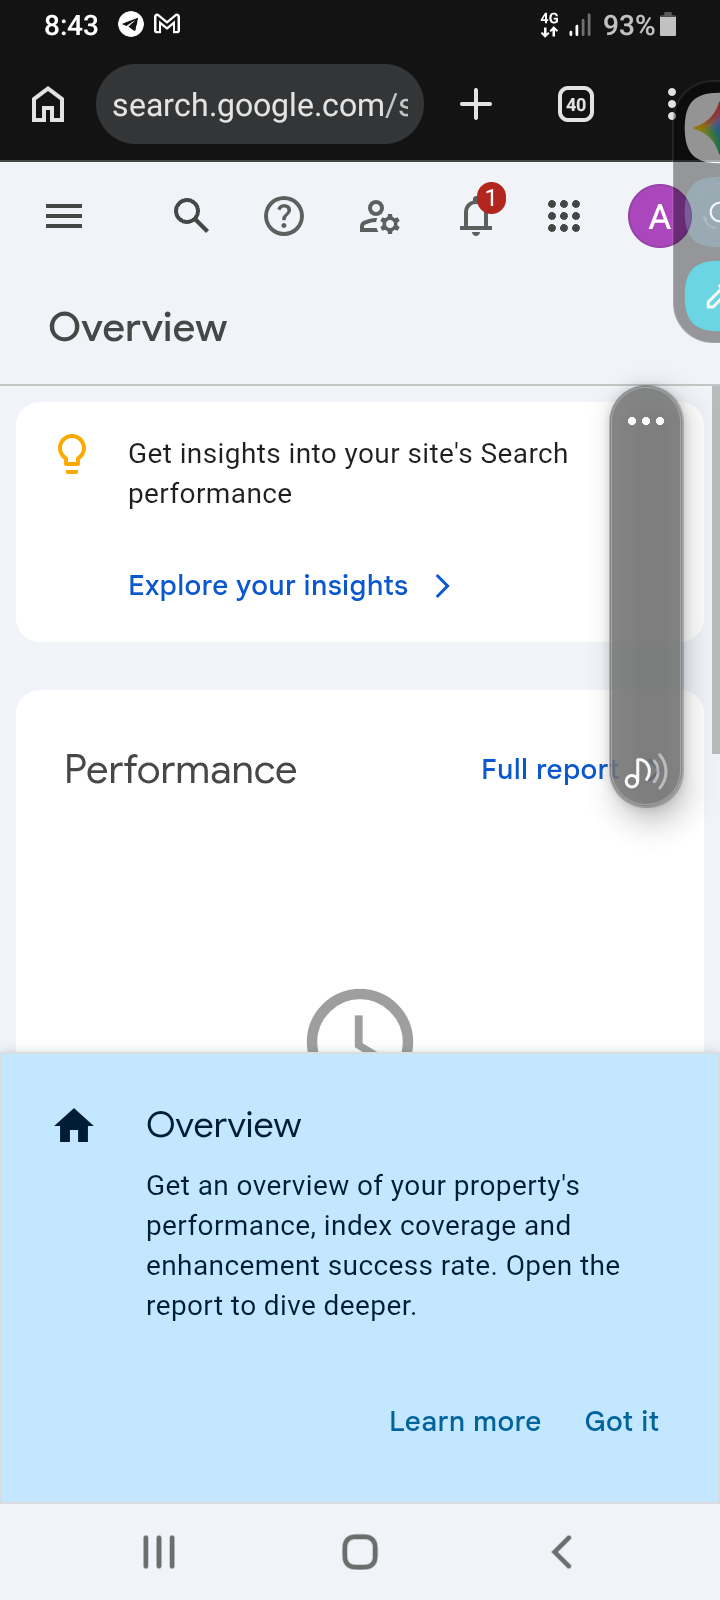 8:43
4G
93%
search.google.com/s
40
1
A
Overview
Get insights into your site's Search
performance
Explore your insights
Performance
Full report
Overview
Get an overview of your property's
performance, index coverage and
enhancement success rate. Open the
report to dive deeper.
Learn more
Got it